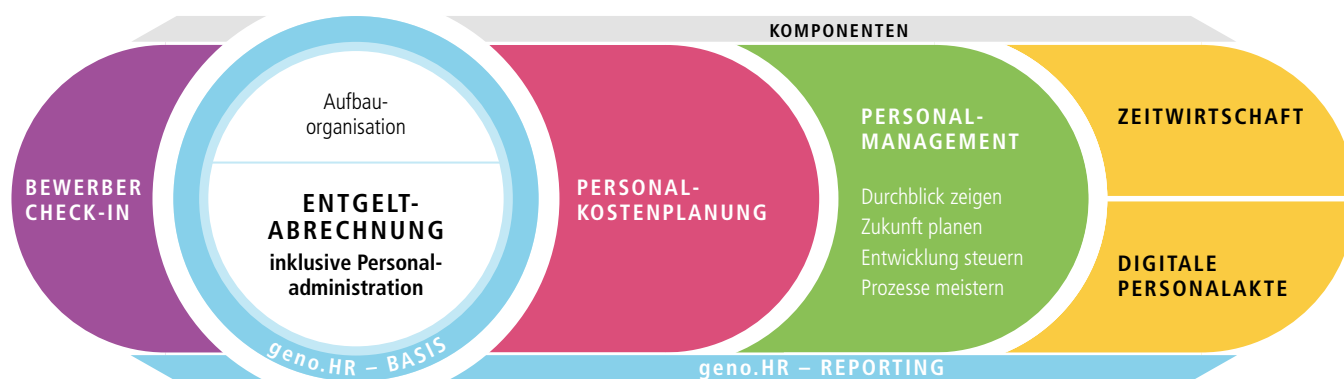 KOMPONENTEN
BEWERBER
CHECK-IN
Aufbau-
organisation
ENTGELT-
ABRECHNUNG
inklusive Personal-
administration
geno.HR – BASIS
PERSONAL-
KOSTENPLANUNG
PERSONAL-
MANAGEMENT
Durchblick zeigen
Zukunft planen
Entwicklung steuern
Prozesse meistern
ZEITWIRTSCHAFT
DIGITALE
PERSONALAKTE
geno.HR – REPORTING